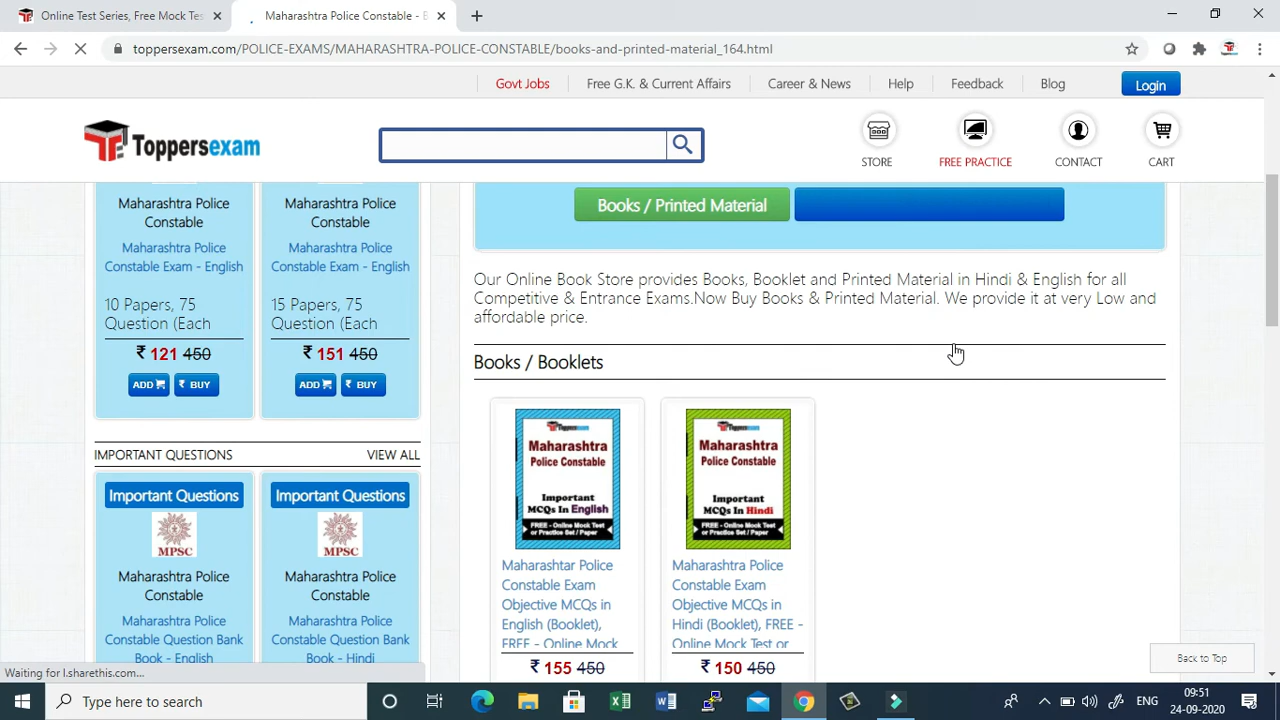 Online Test Series, Free Mock Tes
Maharashtra Police Constable - B
toppersexam.com/POLICE-EXAMS/MAHARASHTRA-POLICE-CONSTABLE/books-and-printed-material_164.html
Govt Jobs
Free G.K. & Current Affairs
Career & News
Help
Feedback
Blog
Login
Toppersexam
STORE
FREE PRACTICE
CONTACT
CART
Maharashtra Police
Constable
Maharashtra Police
Constable Exam - English
10 Papers, 75
Question (Each
₹ 121 450
ADD
₹ BUY
Maharashtra Police
Constable
Maharashtra Police
Constable Exam - English
15 Papers, 75
Question (Each
₹ 151 450
ADD
₹ BUY
IMPORTANT QUESTIONS
VIEW ALL
Important Questions
MPSC
Maharashtra Police
Constable
Maharashtra Police
Constable Question Bank
Book - English
Important Questions
MPSC
Maharashtra Police
Constable
Maharashtra Police
Constable Question Bank
Book - Hindi
Books / Printed Material
Our Online Book Store provides Books, Booklet and Printed Material in Hindi & English for all
Competitive & Entrance Exams.Now Buy Books & Printed Material. We provide it at very Low and
affordable price.
Books / Booklets
Toppersexam
Maharashtra
Police Constable
Important
MCQs In English
FREE - Online Mock Test
or Practice Set / Paper
Maharashtar Police
Constable Exam
Objective MCQs in
English (Booklet),
FREE - Online Mock
₹ 155 450
Toppersexam
Maharashtra
Police Constable
Important
MCQs In Hindi
FREE - Online Mock Test
or Practice Set / Paper
Maharashtra Police
Constable Exam
Objective MCQs in
Hindi (Booklet), FREE -
Online Mock Test or
₹ 150 450
Back to Top
Waiting for l.sharethis.com...
Type here to search
ENG
09:51
24-09-2020